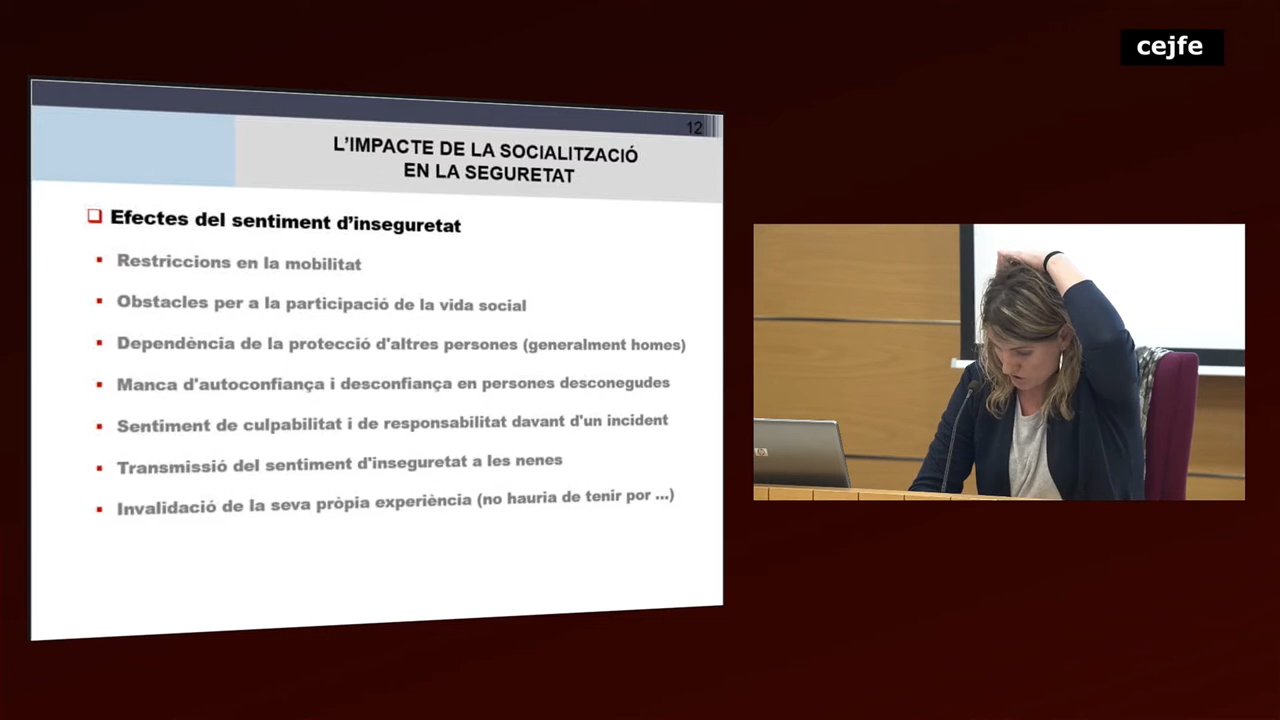 cejfe
12
L'IMPACTE DE LA SOCIALITZACIÓ
EN LA SEGURETAT
Efectes del sentiment d'inseguretat
Restriccions en la mobilitat
Obstacles per a la participació de la vida social
Dependència de la protecció d'altres persones (generalment homes)
Manca d'autoconfiança i desconfiança en persones desconegudes
Sentiment de culpabilitat i de responsabilitat davant d'un incident
Transmissió del sentiment d'inseguretat a les nenes
Invalidació de la seva pròpia experiència (no hauria de tenir por ...)